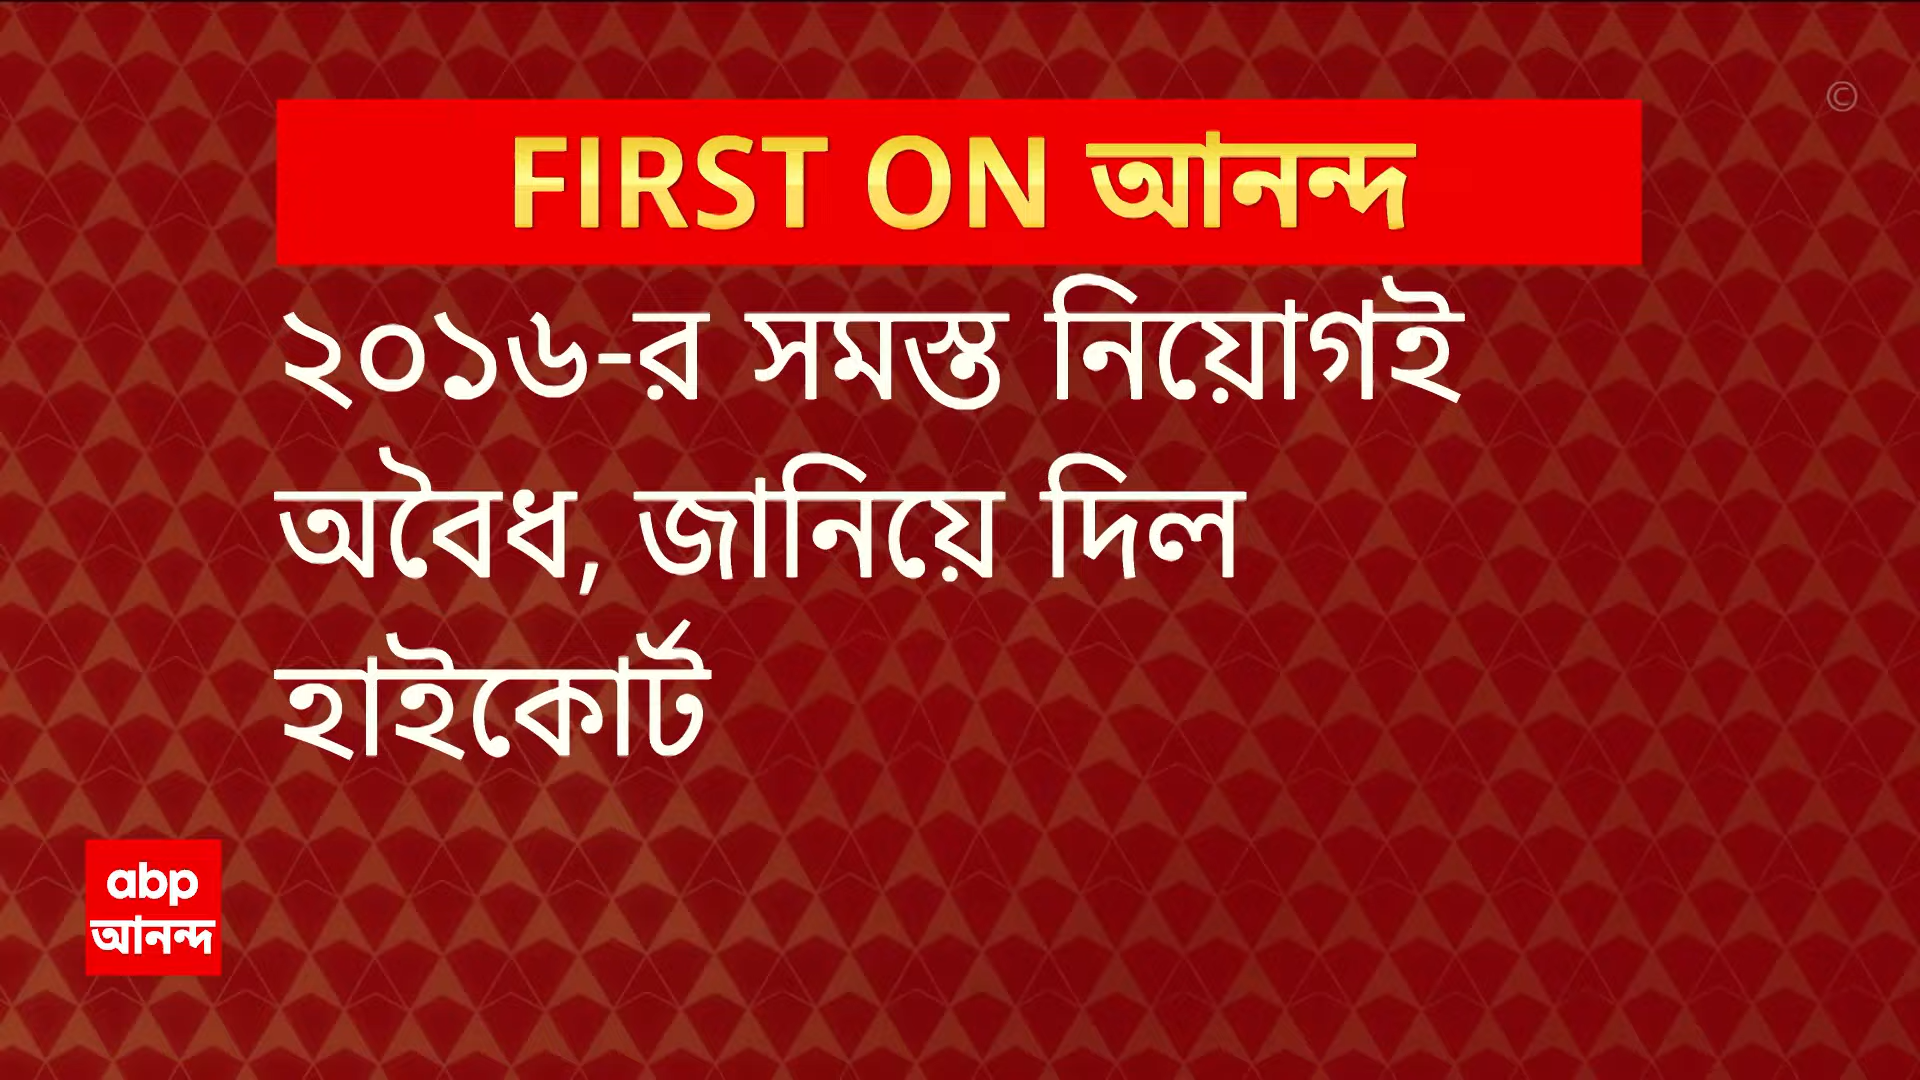 ©
FIRST ON আনন্দ
২০১৬-র সমস্ত নিয়োগই
অবৈধ, জানিয়ে দিল
হাইকোর্ট
abp
আনন্দ